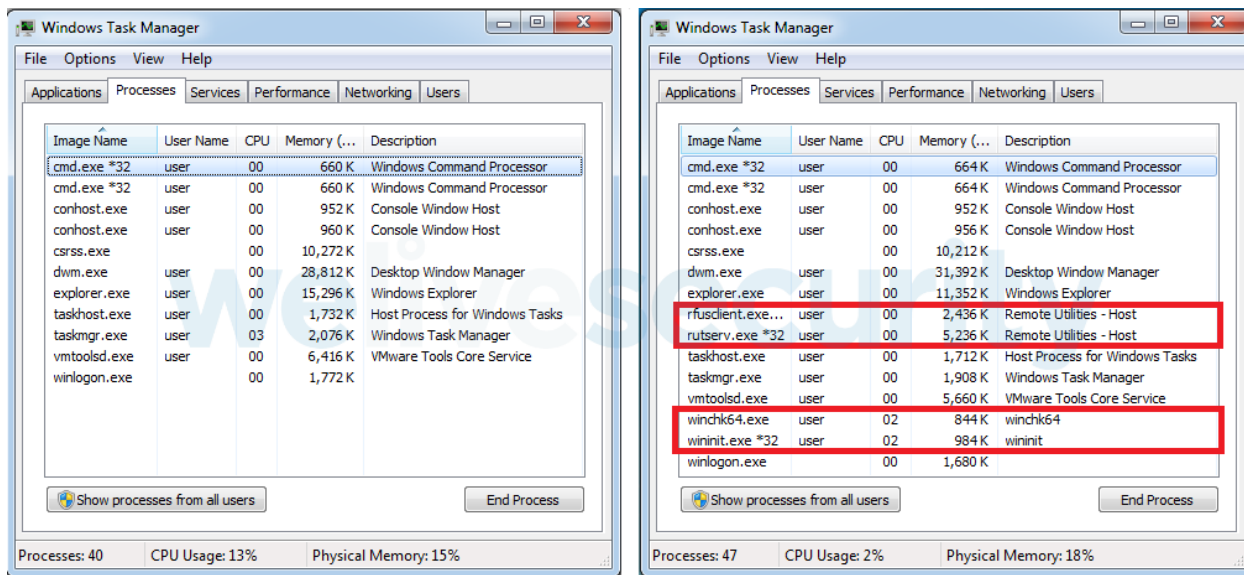 Windows Task Manager
File Options View Help
Applications Processes Services Performance Networking Users
Image Name User Name CPU Memory (... Description
cmd.exe *32 user 00 660 K Windows Command Processor
cmd.exe *32 user 00 660 K Windows Command Processor
conhost.exe user 00 952 K Console Window Host
conhost.exe user 00 960 K Console Window Host
csrss.exe 00 10,272 K
dwm.exe user 00 28,812 K Desktop Window Manager
explorer.exe user 00 15,296 K Windows Explorer
taskhost.exe user 00 1,732 K Host Process for Windows Tasks
taskmgr.exe user 03 2,076 K Windows Task Manager
vmtoolsd.exe user 00 6,416 K VMware Tools Core Service
winlogon.exe 00 1,772 K
Show processes from all users End Process
Processes: 40 CPU Usage: 13% Physical Memory: 15%
Windows Task Manager
File Options View Help
Applications Processes Services Performance Networking Users
Image Name User Name CPU Memory (... Description
cmd.exe *32 user 00 664 K Windows Command Processor
cmd.exe *32 user 00 664 K Windows Command Processor
conhost.exe user 00 952 K Console Window Host
conhost.exe user 00 956 K Console Window Host
csrss.exe 00 10,212 K
dwm.exe user 00 31,392 K Desktop Window Manager
explorer.exe user 00 11,352 K Windows Explorer
rfusclient.exe... user 00 2,436 K Remote Utilities - Host
rutserv.exe *32 user 00 5,236 K Remote Utilities - Host
taskhost.exe user 00 1,712 K Host Process for Windows Tasks
taskmgr.exe user 00 1,908 K Windows Task Manager
vmtoolsd.exe user 00 5,660 K VMware Tools Core Service
winchk64.exe user 02 844 K winchk64
wininit.exe *32 user 02 984 K wininit
winlogon.exe 00 1,680 K
Show processes from all users End Process
Processes: 47 CPU Usage: 2% Physical Memory: 18%
welivesecurity